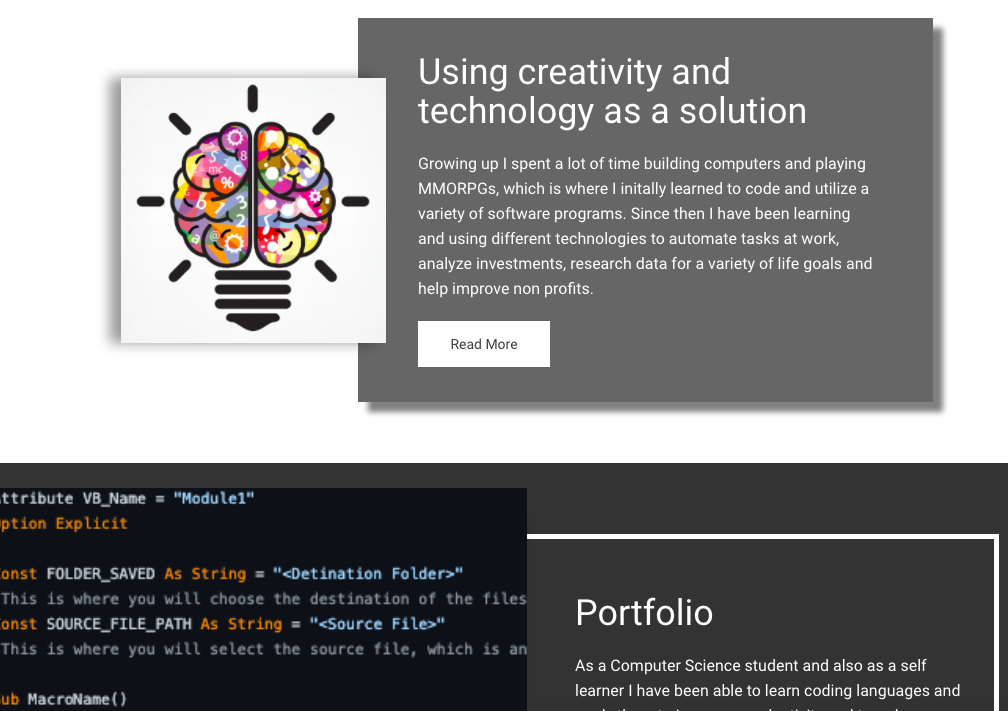 Using creativity and
technology as a solution
Growing up I spent a lot of time building computers and playing
MMORPGs, which is where I initally learned to code and utilize a
variety of software programs. Since then I have been learning
and using different technologies to automate tasks at work,
analyze investments, research data for a variety of life goals and
help improve non profits.
Read More
ttribute VB_Name = "Module1"
ption Explicit
onst FOLDER_SAVED As String = "<Detination Folder>"
This is where you will choose the destination of the files
onst SOURCE_FILE_PATH As String = "<Source File>"
This is where you will select the source file, which is an
ub MacroName()
Portfolio
As a Computer Science student and also as a self
learner I have been able to learn coding languages and